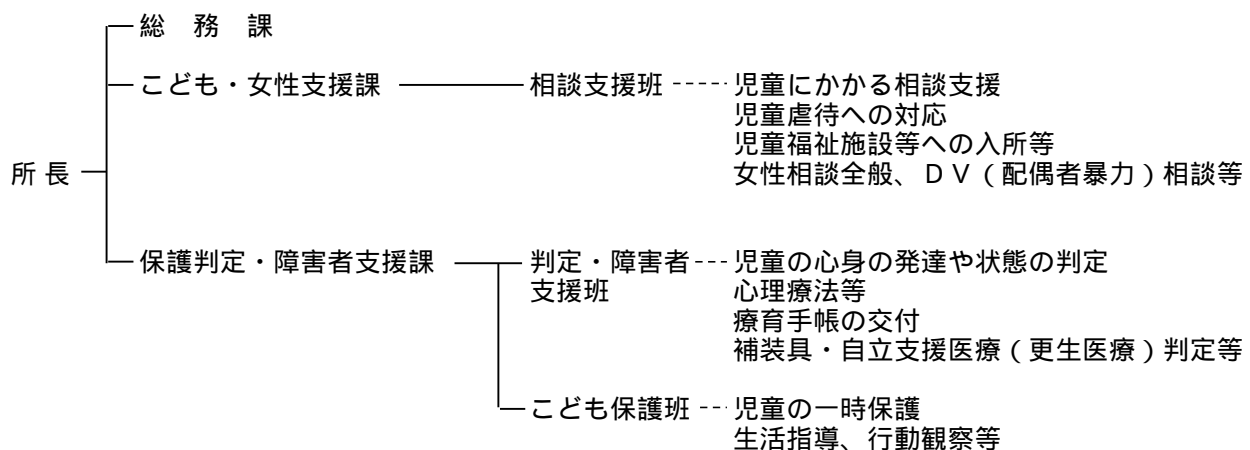 総　務　課
こども・女性支援課
相談支援班
児童にかかる相談支援
児童虐待への対応
児童福祉施設等への入所等
女性相談全般、ＤＶ（配偶者暴力）相談等
所 長
保護判定・障害者支援課
判定・障害者
支援班
児童の心身の発達や状態の判定
心理療法等
療育手帳の交付
補装具・自立支援医療（更生医療）判定等
こども保護班
児童の一時保護
生活指導、行動観察等